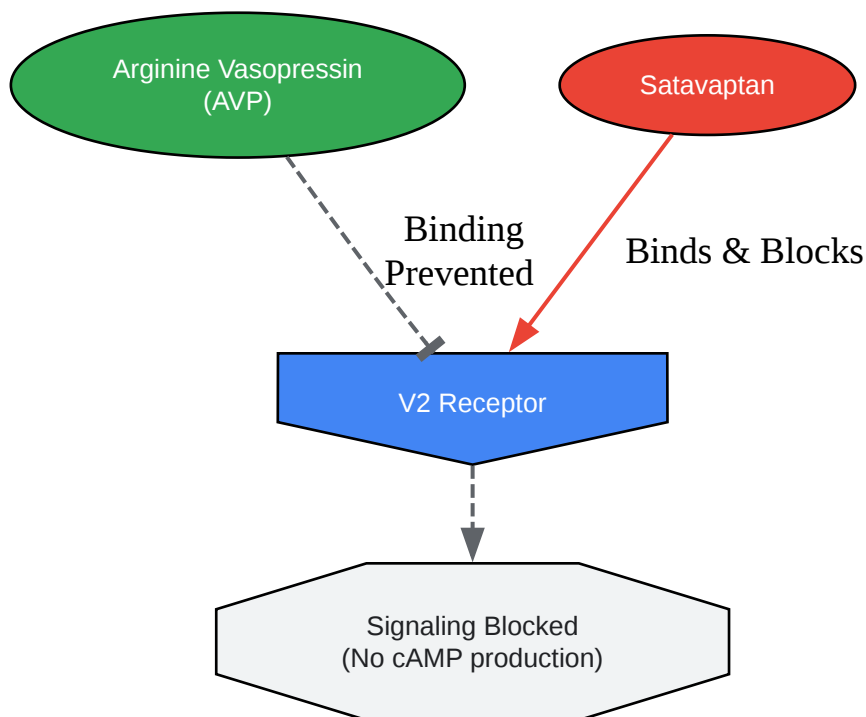 Arginine Vasopressin
(AVP)
Satavaptan
Binding
Prevented
Binds & Blocks
V2 Receptor
Signaling Blocked
(No cAMP production)